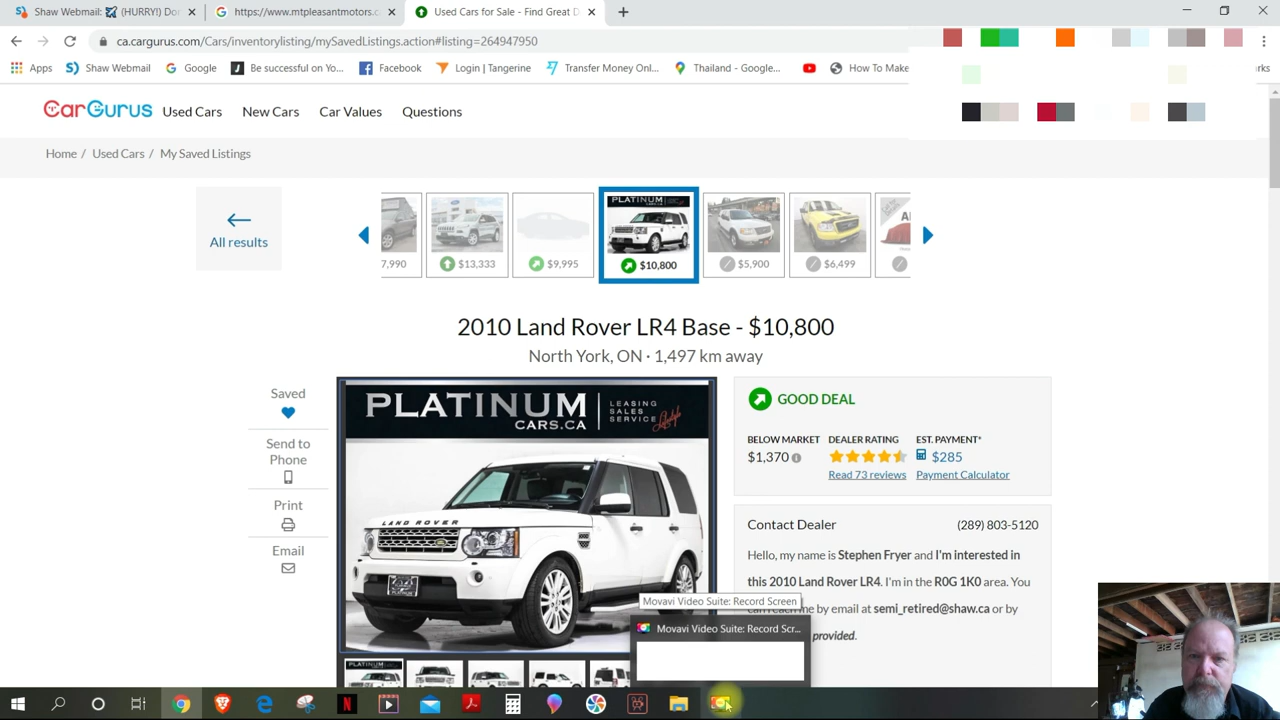 Shaw Webmail: (HURRY!) Dor
https://www.mtpleasantmotors.c
Used Cars for Sale - Find Great D
ca.cargurus.com/Cars/inventorylisting/mySavedListings.action#listing=264947950
Apps
Shaw Webmail
Google
Be successful on Yo...
Facebook
Login | Tangerine
Transfer Money Onl...
Thailand - Google...
How To Make
rks
CarGurus
Used Cars
New Cars
Car Values
Questions
Home / Used Cars / My Saved Listings
All results
7,990
$13,333
$9,995
PLATINUM
$10,800
$5,900
$6,499
2010 Land Rover LR4 Base - $10,800
North York, ON · 1,497 km away
Saved
Send to
Phone
Print
Email
PLATINUM
CARS.CA
LEASING
SALES
SERVICE
LAND ROVER
GOOD DEAL
BELOW MARKET
$1,370
DEALER RATING
Read 73 reviews
EST. PAYMENT*
$285
Payment Calculator
Contact Dealer
(289) 803-5120
Hello, my name is Stephen Fryer and I'm interested in
this 2010 Land Rover LR4. I'm in the R0G 1K0 area. You
reach me by email at semi_retired@shaw.ca or by
provided.
Movavi Video Suite: Record Screen
Movavi Video Suite: Record Scr...
PLATINUM